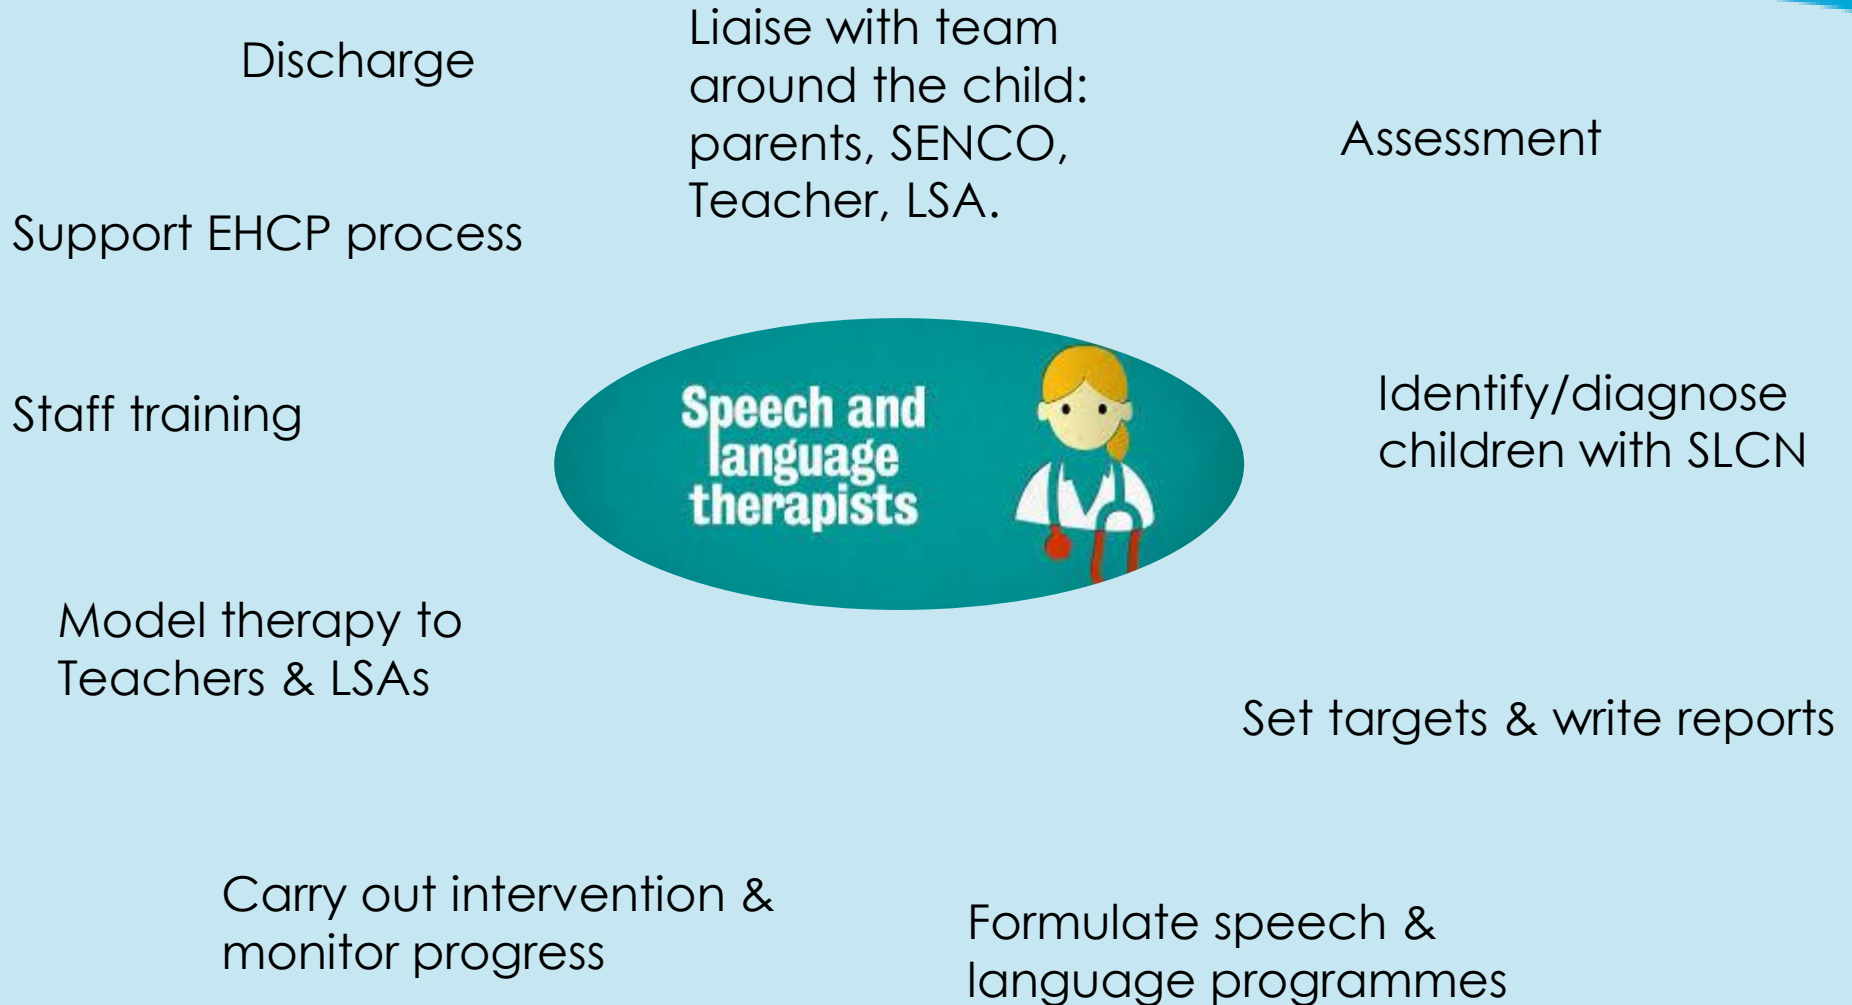 Discharge
Liaise with team
around the child:
parents, SENCO,
Teacher, LSA.
Assessment
Support EHCP process
Staff training
Speech and
language
therapists
Identify/diagnose
children with SLCN
Model therapy to
Teachers & LSAs
Set targets & write reports
Carry out intervention &
monitor progress
Formulate speech &
language programmes